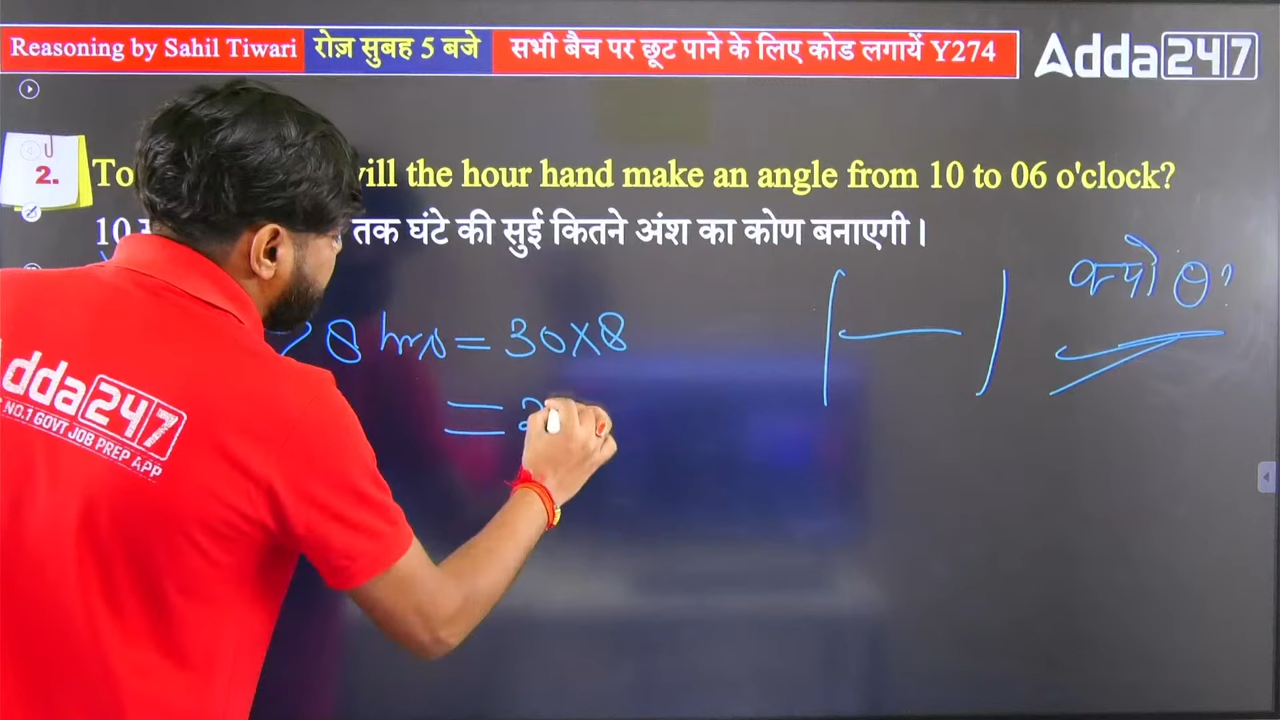 Reasoning by Sahil Tiwari रोज़ सुबह 5 बजे सभी बैच पर छूट पाने के लिए कोड लगायें Y274 Adda247
2. To will the hour hand make an angle from 10 to 06 o'clock?
10 तक घंटे की सुई कितने अंश का कोण बनाएगी।
क्यो θ?
8 hrs = 30×8
= 2
Adda247
NO.1 GOVT JOB PREP APP